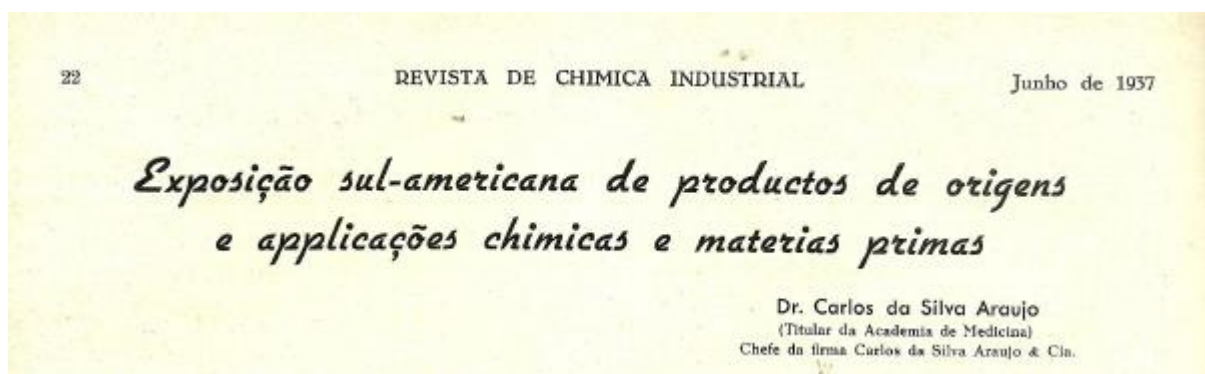 22 REVISTA DE CHIMICA INDUSTRIAL Junho de 1937
Exposição sul-americana de productos de origens
e applicações chimicas e materias primas
Dr. Carlos da Silva Araujo
(Titular da Academia de Medicina)
Chefe da firma Carlos da Silva Araujo & Cia.